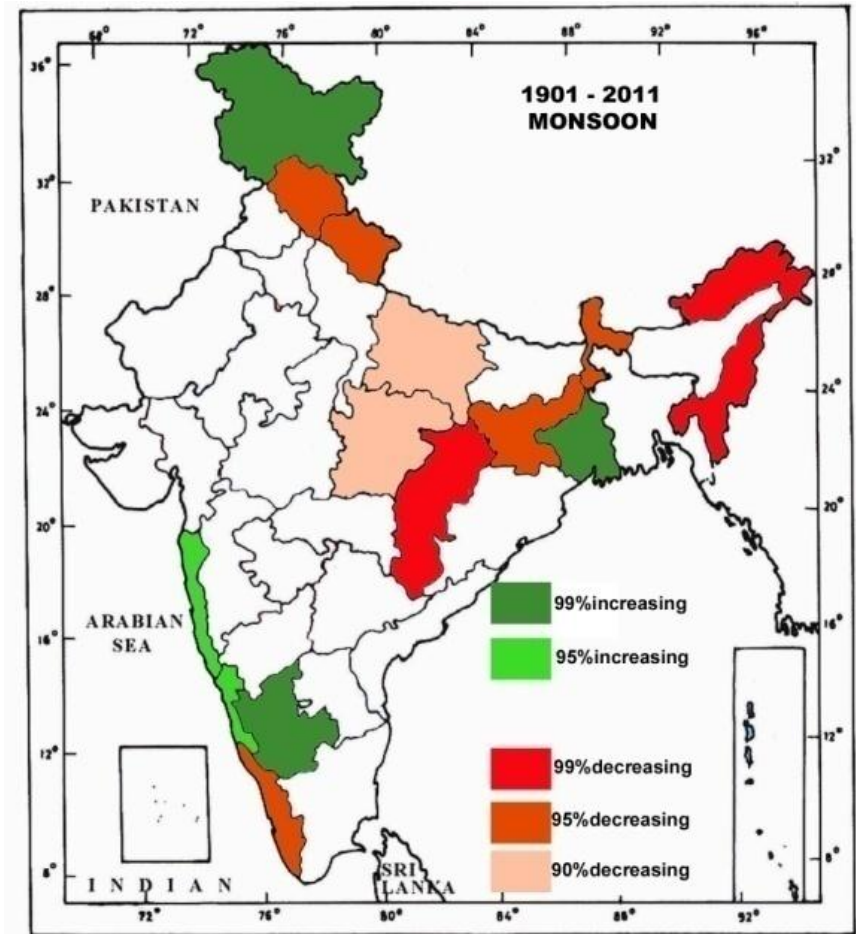 68° 72° 76° 80° 84° 88° 92° 96°
36°
1901 - 2011
MONSOON
32°
32°
PAKISTAN
28°
28°
24°
24°
20°
20°
99%increasing
ARABIAN
SEA
16°
16°
95%increasing
12°
12°
99%decreasing
95%decreasing
90%decreasing
8°
8°
SRI
LANKA
INDIAN
72° 76° 80° 84° 88° 92°